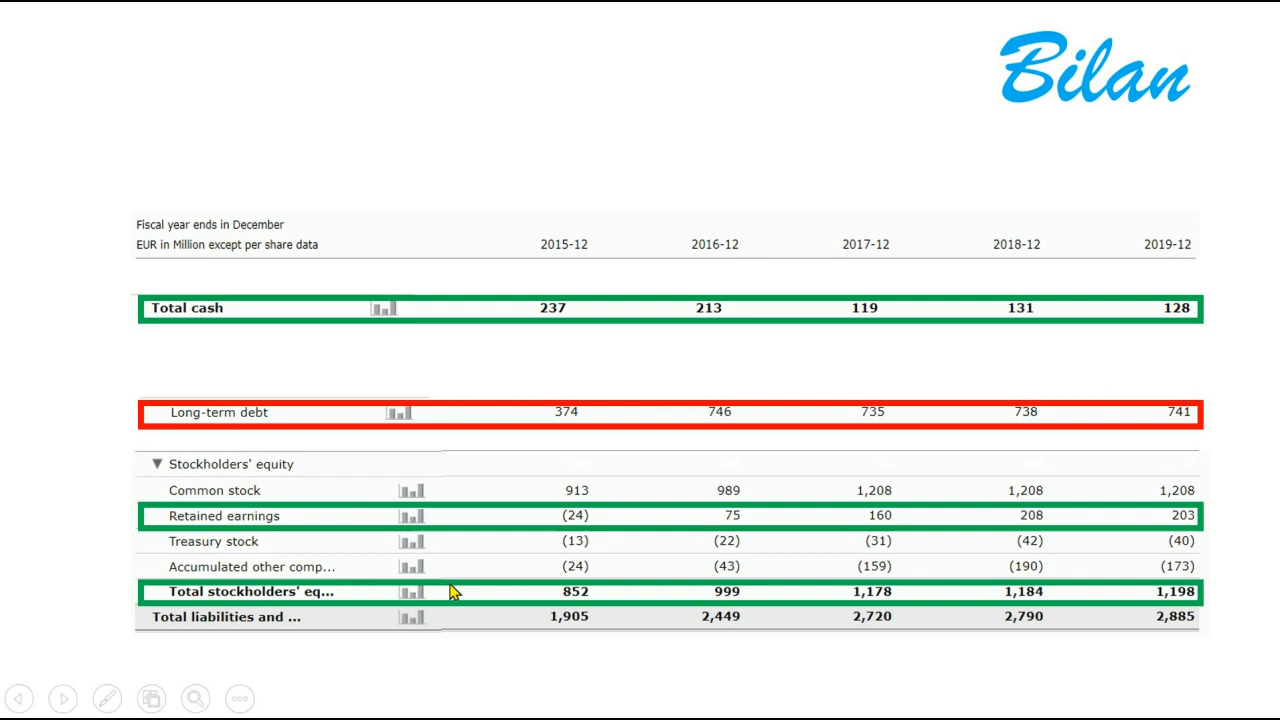 Bilan
Fiscal year ends in December
EUR in Million except per share data 2015-12 2016-12 2017-12 2018-12 2019-12
Total cash 237 213 119 131 128
Long-term debt 374 746 735 738 741
▼ Stockholders' equity
Common stock 913 989 1,208 1,208 1,208
Retained earnings (24) 75 160 208 203
Treasury stock (13) (22) (31) (42) (40)
Accumulated other comp... (24) (43) (159) (190) (173)
Total stockholders' eq... 852 999 1,178 1,184 1,198
Total liabilities and ... 1,905 2,449 2,720 2,790 2,885